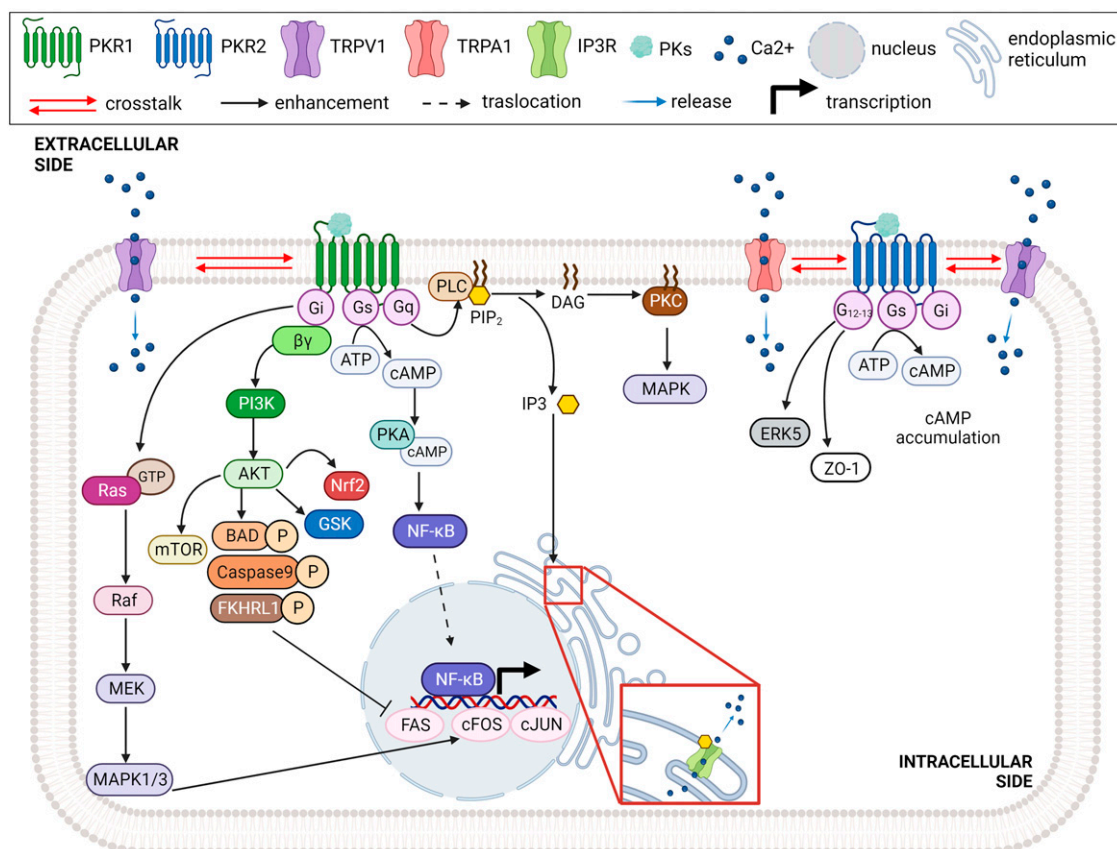 PKR1
PKR2
TRPV1
TRPA1
IP3R
PKs
Ca2+
nucleus
endoplasmic
reticulum
crosstalk
enhancement
traslocation
release
transcription
EXTRACELLULAR
SIDE
Gi
Gs
Gq
PLC
PIP2
DAG
PKC
G12-13
Gs
Gi
βγ
ATP
cAMP
MAPK
ATP
cAMP
PI3K
IP3
cAMP
accumulation
ERK5
ZO-1
PKA
cAMP
GTP
Ras
AKT
Nrf2
GSK
mTOR
BAD
P
NF-κB
Caspase9
P
Raf
FKHRL1
P
MEK
NF-κB
FAS
cFOS
cJUN
MAPK1/3
INTRACELLULAR
SIDE